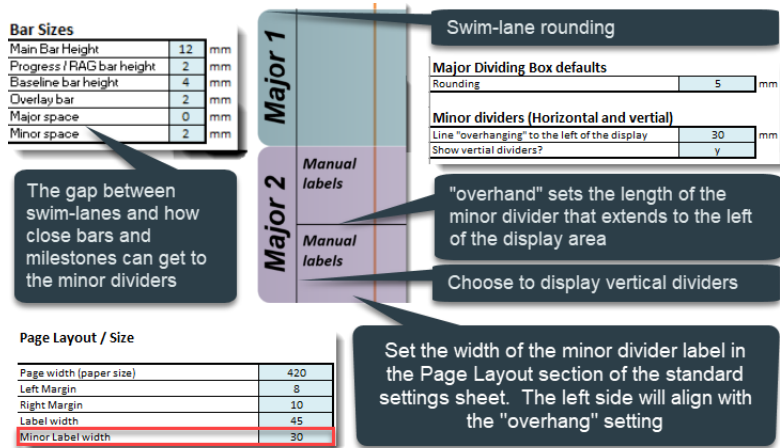 Bar Sizes
Main Bar Height 12 mm
Progress / RAG bar height 2 mm
Baseline bar height 4 mm
Overlay bar 2 mm
Major space 0 mm
Minor space 2 mm
The gap between
swim-lanes and how
close bars and
milestones can get to
the minor dividers
Major 1
Major 2
Manual
labels
Manual
labels
Swim-lane rounding
Major Dividing Box defaults
Rounding 5 mm
Minor dividers (Horizontal and vertial)
Line "overhanging" to the left of the display 30 mm
Show vertial dividers? y
"overhand" sets the length of the
minor divider that extends to the left
of the display area
Choose to display vertical dividers
Page Layout / Size
Page width (paper size) 420
Left Margin 8
Right Margin 10
Label width 45
Minor Label width 30
Set the width of the minor divider label in
the Page Layout section of the standard
settings sheet. The left side will align with
the "overhang" setting